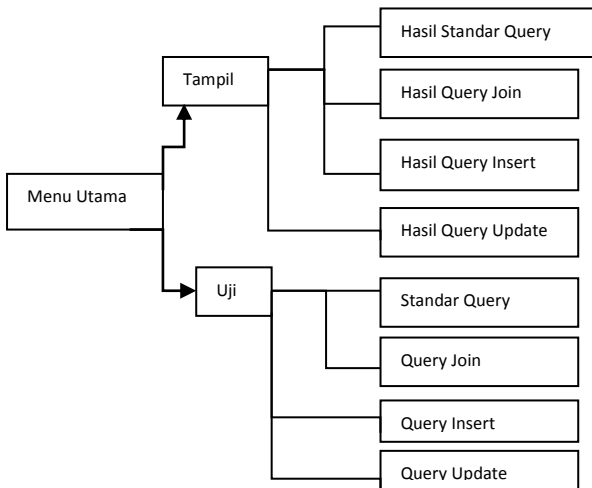 Hasil Standar Query
Tampil
Hasil Query Join
Hasil Query Insert
Menu Utama
Hasil Query Update
Uji
Standar Query
Query Join
Query Insert
Query Update